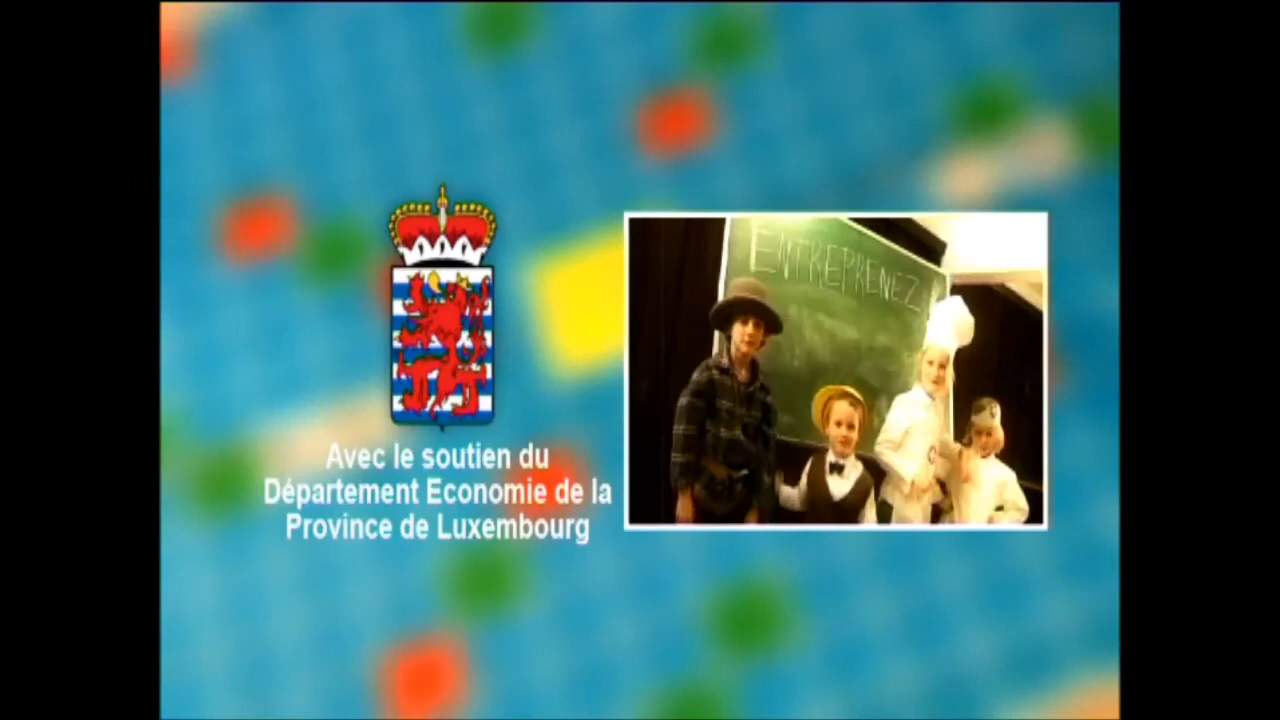 ENTREPRENEZ
Avec le soutien du
Département Economie de la
Province de Luxembourg